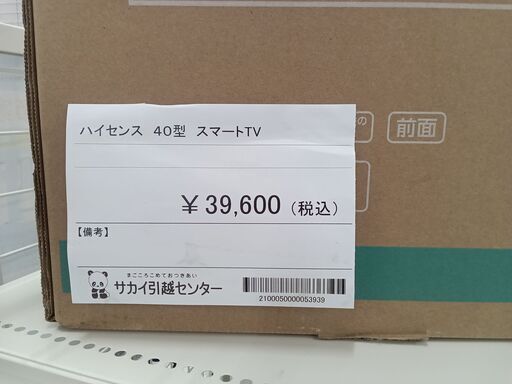 ハイセンス 40型 スマートTV
の
前面
￥39,600（税込）
【備考】
まごころこめておつきあい
サカイ引越センター
2100050000053939